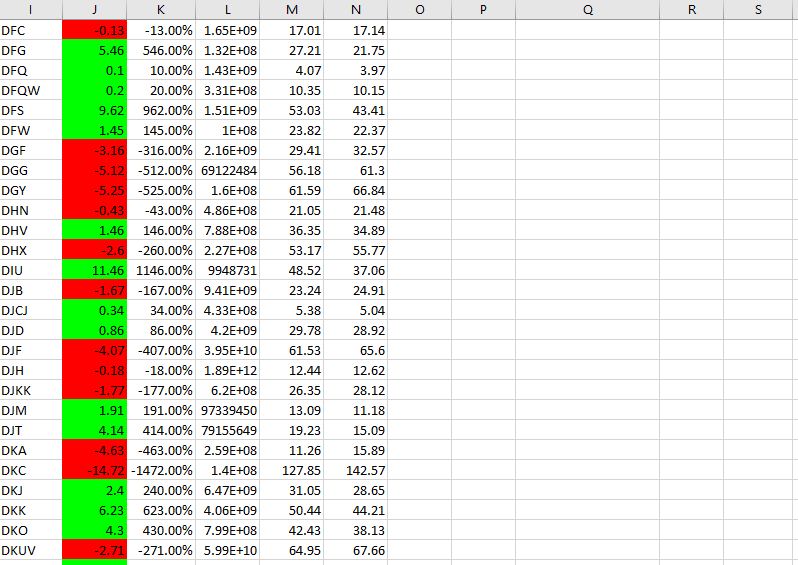 I J K L M N O P Q R S
DFC -0.13 -13.00% 1.65E+09 17.01 17.14
DFG 5.46 546.00% 1.32E+08 27.21 21.75
DFQ 0.1 10.00% 1.43E+09 4.07 3.97
DFQW 0.2 20.00% 3.31E+08 10.35 10.15
DFS 9.62 962.00% 1.51E+09 53.03 43.41
DFW 1.45 145.00% 1E+08 23.82 22.37
DGF -3.16 -316.00% 2.16E+09 29.41 32.57
DGG -5.12 -512.00% 69122484 56.18 61.3
DGY -5.25 -525.00% 1.6E+08 61.59 66.84
DHN -0.43 -43.00% 4.86E+08 21.05 21.48
DHV 1.46 146.00% 7.88E+08 36.35 34.89
DHX -2.6 -260.00% 2.27E+08 53.17 55.77
DIU 11.46 1146.00% 9948731 48.52 37.06
DJB -1.67 -167.00% 9.41E+09 23.24 24.91
DJCJ 0.34 34.00% 4.33E+08 5.38 5.04
DJD 0.86 86.00% 4.2E+09 29.78 28.92
DJF -4.07 -407.00% 3.95E+10 61.53 65.6
DJH -0.18 -18.00% 1.89E+12 12.44 12.62
DJKK -1.77 -177.00% 6.2E+08 26.35 28.12
DJM 1.91 191.00% 97339450 13.09 11.18
DJT 4.14 414.00% 79155649 19.23 15.09
DKA -4.63 -463.00% 2.59E+08 11.26 15.89
DKC -14.72 -1472.00% 1.4E+08 127.85 142.57
DKJ 2.4 240.00% 6.47E+09 31.05 28.65
DKK 6.23 623.00% 4.06E+09 50.44 44.21
DKO 4.3 430.00% 7.99E+08 42.43 38.13
DKUV -2.71 -271.00% 5.99E+10 64.95 67.66